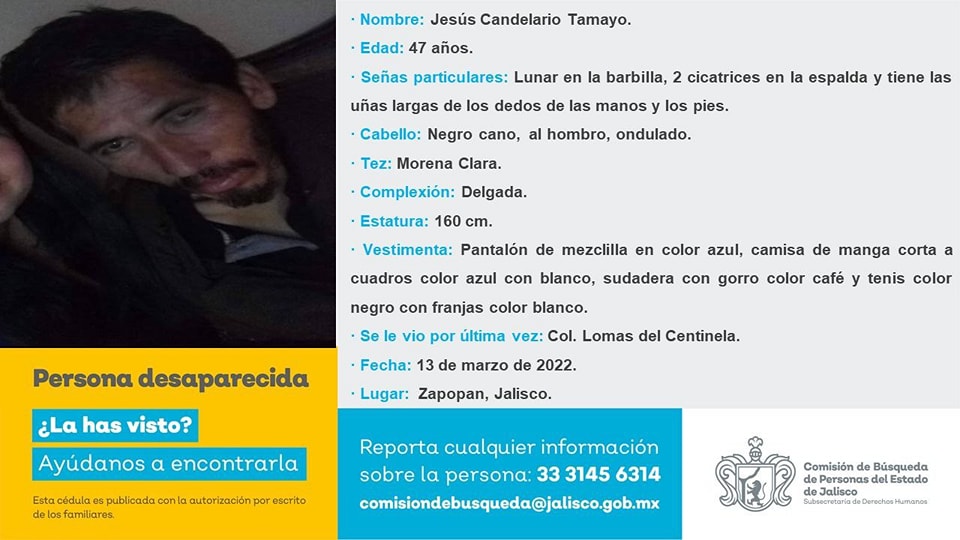 · Nombre: Jesús Candelario Tamayo.
· Edad: 47 años.
· Señas particulares: Lunar en la barbilla, 2 cicatrices en la espalda y tiene las
uñas largas de los dedos de las manos y los pies.
· Cabello: Negro cano, al hombro, ondulado.
· Tez: Morena Clara.
· Complexión: Delgada.
· Estatura: 160 cm.
· Vestimenta: Pantalón de mezclilla en color azul, camisa de manga corta a
cuadros color azul con blanco, sudadera con gorro color café y tenis color
negro con franjas color blanco.
· Se le vio por última vez: Col. Lomas del Centinela.
· Fecha: 13 de marzo de 2022.
· Lugar: Zapopan, Jalisco.
Persona desaparecida
¿La has visto?
Ayúdanos a encontrarla
Esta cédula es publicada con la autorización por escrito
de los familiares.
Reporta cualquier información
sobre la persona: 33 3145 6314
comisiondebusqueda@jalisco.gob.mx
Comisión de Búsqueda
de Personas del Estado
de Jalisco
Subsecretaría de Derechos Humanos